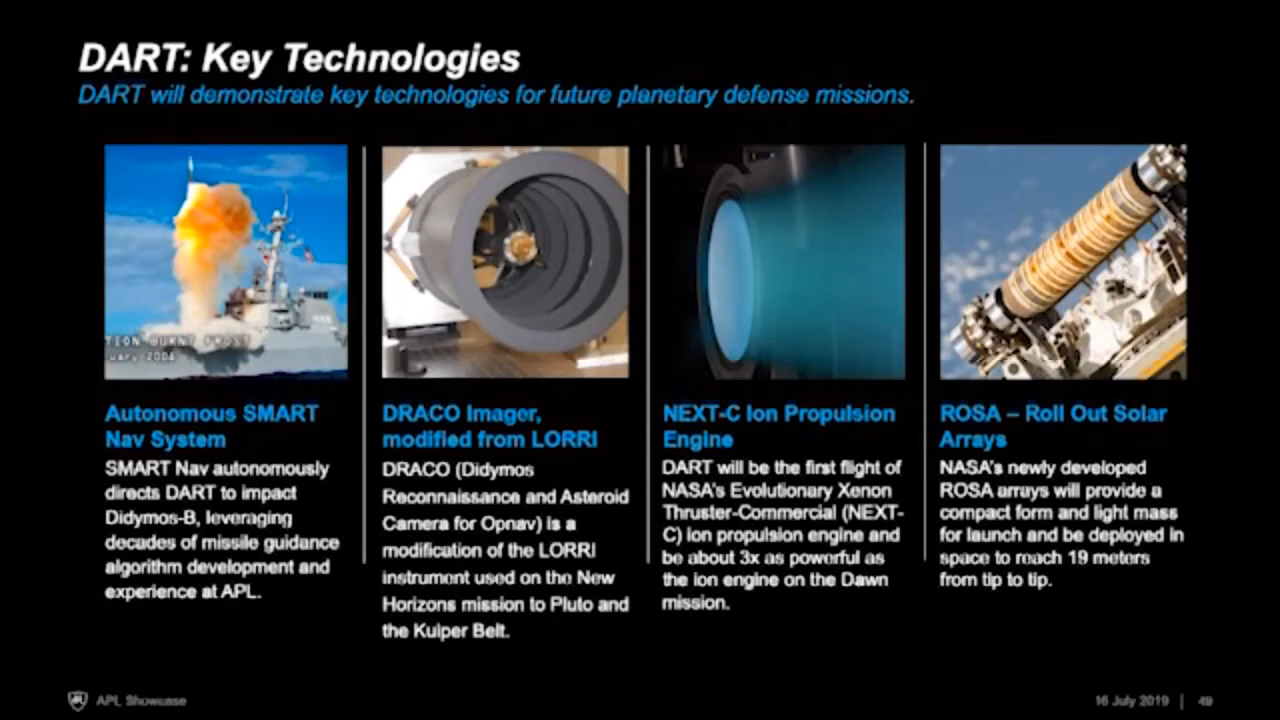 DART: Key Technologies
DART will demonstrate key technologies for future planetary defense missions.
TION BURNT FROST
uary 2008
Autonomous SMART
Nav System
SMART Nav autonomously
directs DART to impact
Didymos-B, leveraging
decades of missile guidance
algorithm development and
experience at APL.
DRACO Imager,
modified from LORRI
DRACO (Didymos
Reconnaissance and Asteroid
Camera for Opnav) is a
modification of the LORRI
instrument used on the New
Horizons mission to Pluto and
the Kuiper Belt.
NEXT-C Ion Propulsion
Engine
DART will be the first flight of
NASA's Evolutionary Xenon
Thruster-Commercial (NEXT-
C) ion propulsion engine and
be about 3x as powerful as
the ion engine on the Dawn
mission.
ROSA – Roll Out Solar
Arrays
NASA's newly developed
ROSA arrays will provide a
compact form and light mass
for launch and be deployed in
space to reach 19 meters
from tip to tip.
APL Showcase
16 July 2019 | 49